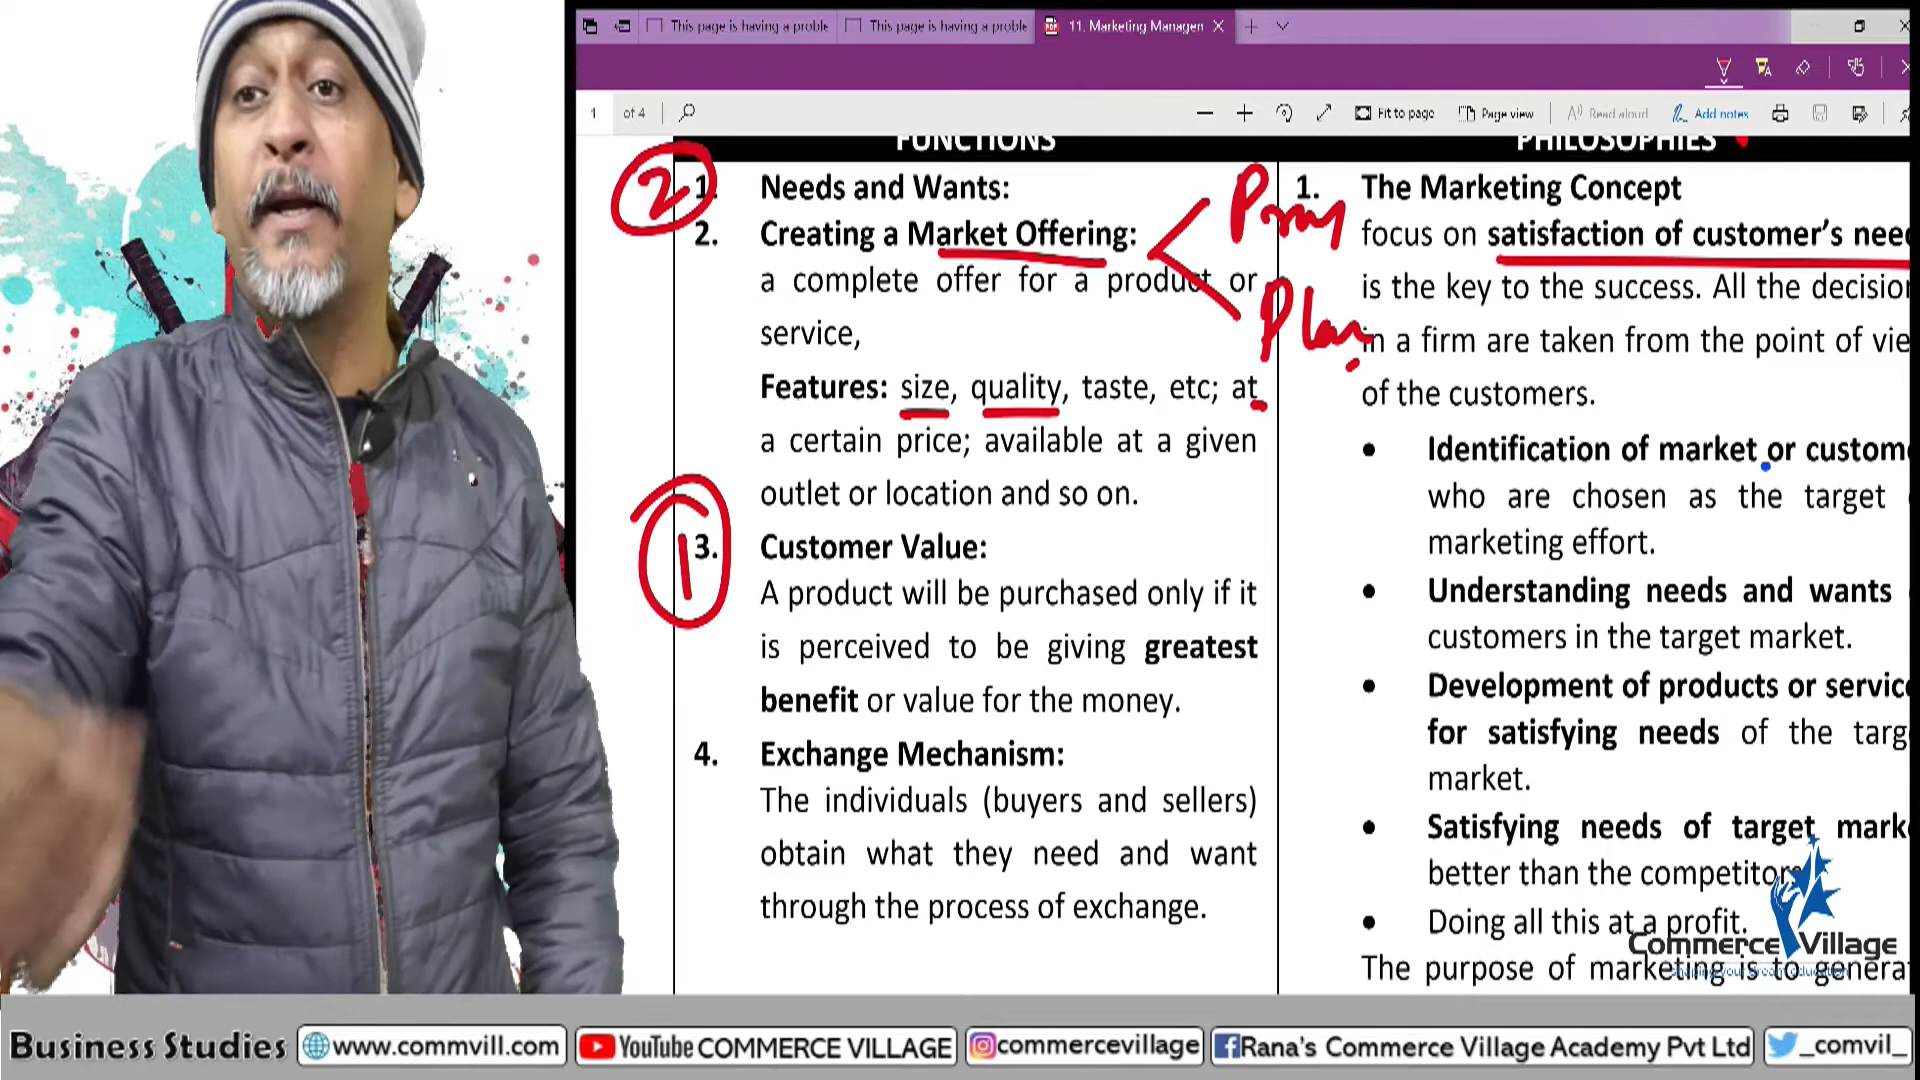 This page is having a proble
This page is having a proble
11. Marketing Managen
1 of 4
Fit to page
Page view
Read aloud
Add notes
FUNCTIONS
2
1. Needs and Wants:
2. Creating a Market Offering:
a complete offer for a product or
service,
Features: size, quality, taste, etc; at
a certain price; available at a given
outlet or location and so on.
1
3. Customer Value:
A product will be purchased only if it
is perceived to be giving greatest
benefit or value for the money.
4. Exchange Mechanism:
The individuals (buyers and sellers)
obtain what they need and want
through the process of exchange.
PHILOSOPHIES
1. The Marketing Concept
focus on satisfaction of customer's need
is the key to the success. All the decision
in a firm are taken from the point of vie
of the customers.
• Identification of market or custome
who are chosen as the target
marketing effort.
• Understanding needs and wants
customers in the target market.
• Development of products or service
for satisfying needs of the targ
market.
• Satisfying needs of target mark
better than the competitors
• Doing all this at a profit.
The purpose of marketing is to generat
Commerce Village
Business Studies
www.commvill.com
YouTube COMMERCE VILLAGE
commercevillage
Rana's Commerce Village Academy Pvt Ltd
_comvil_